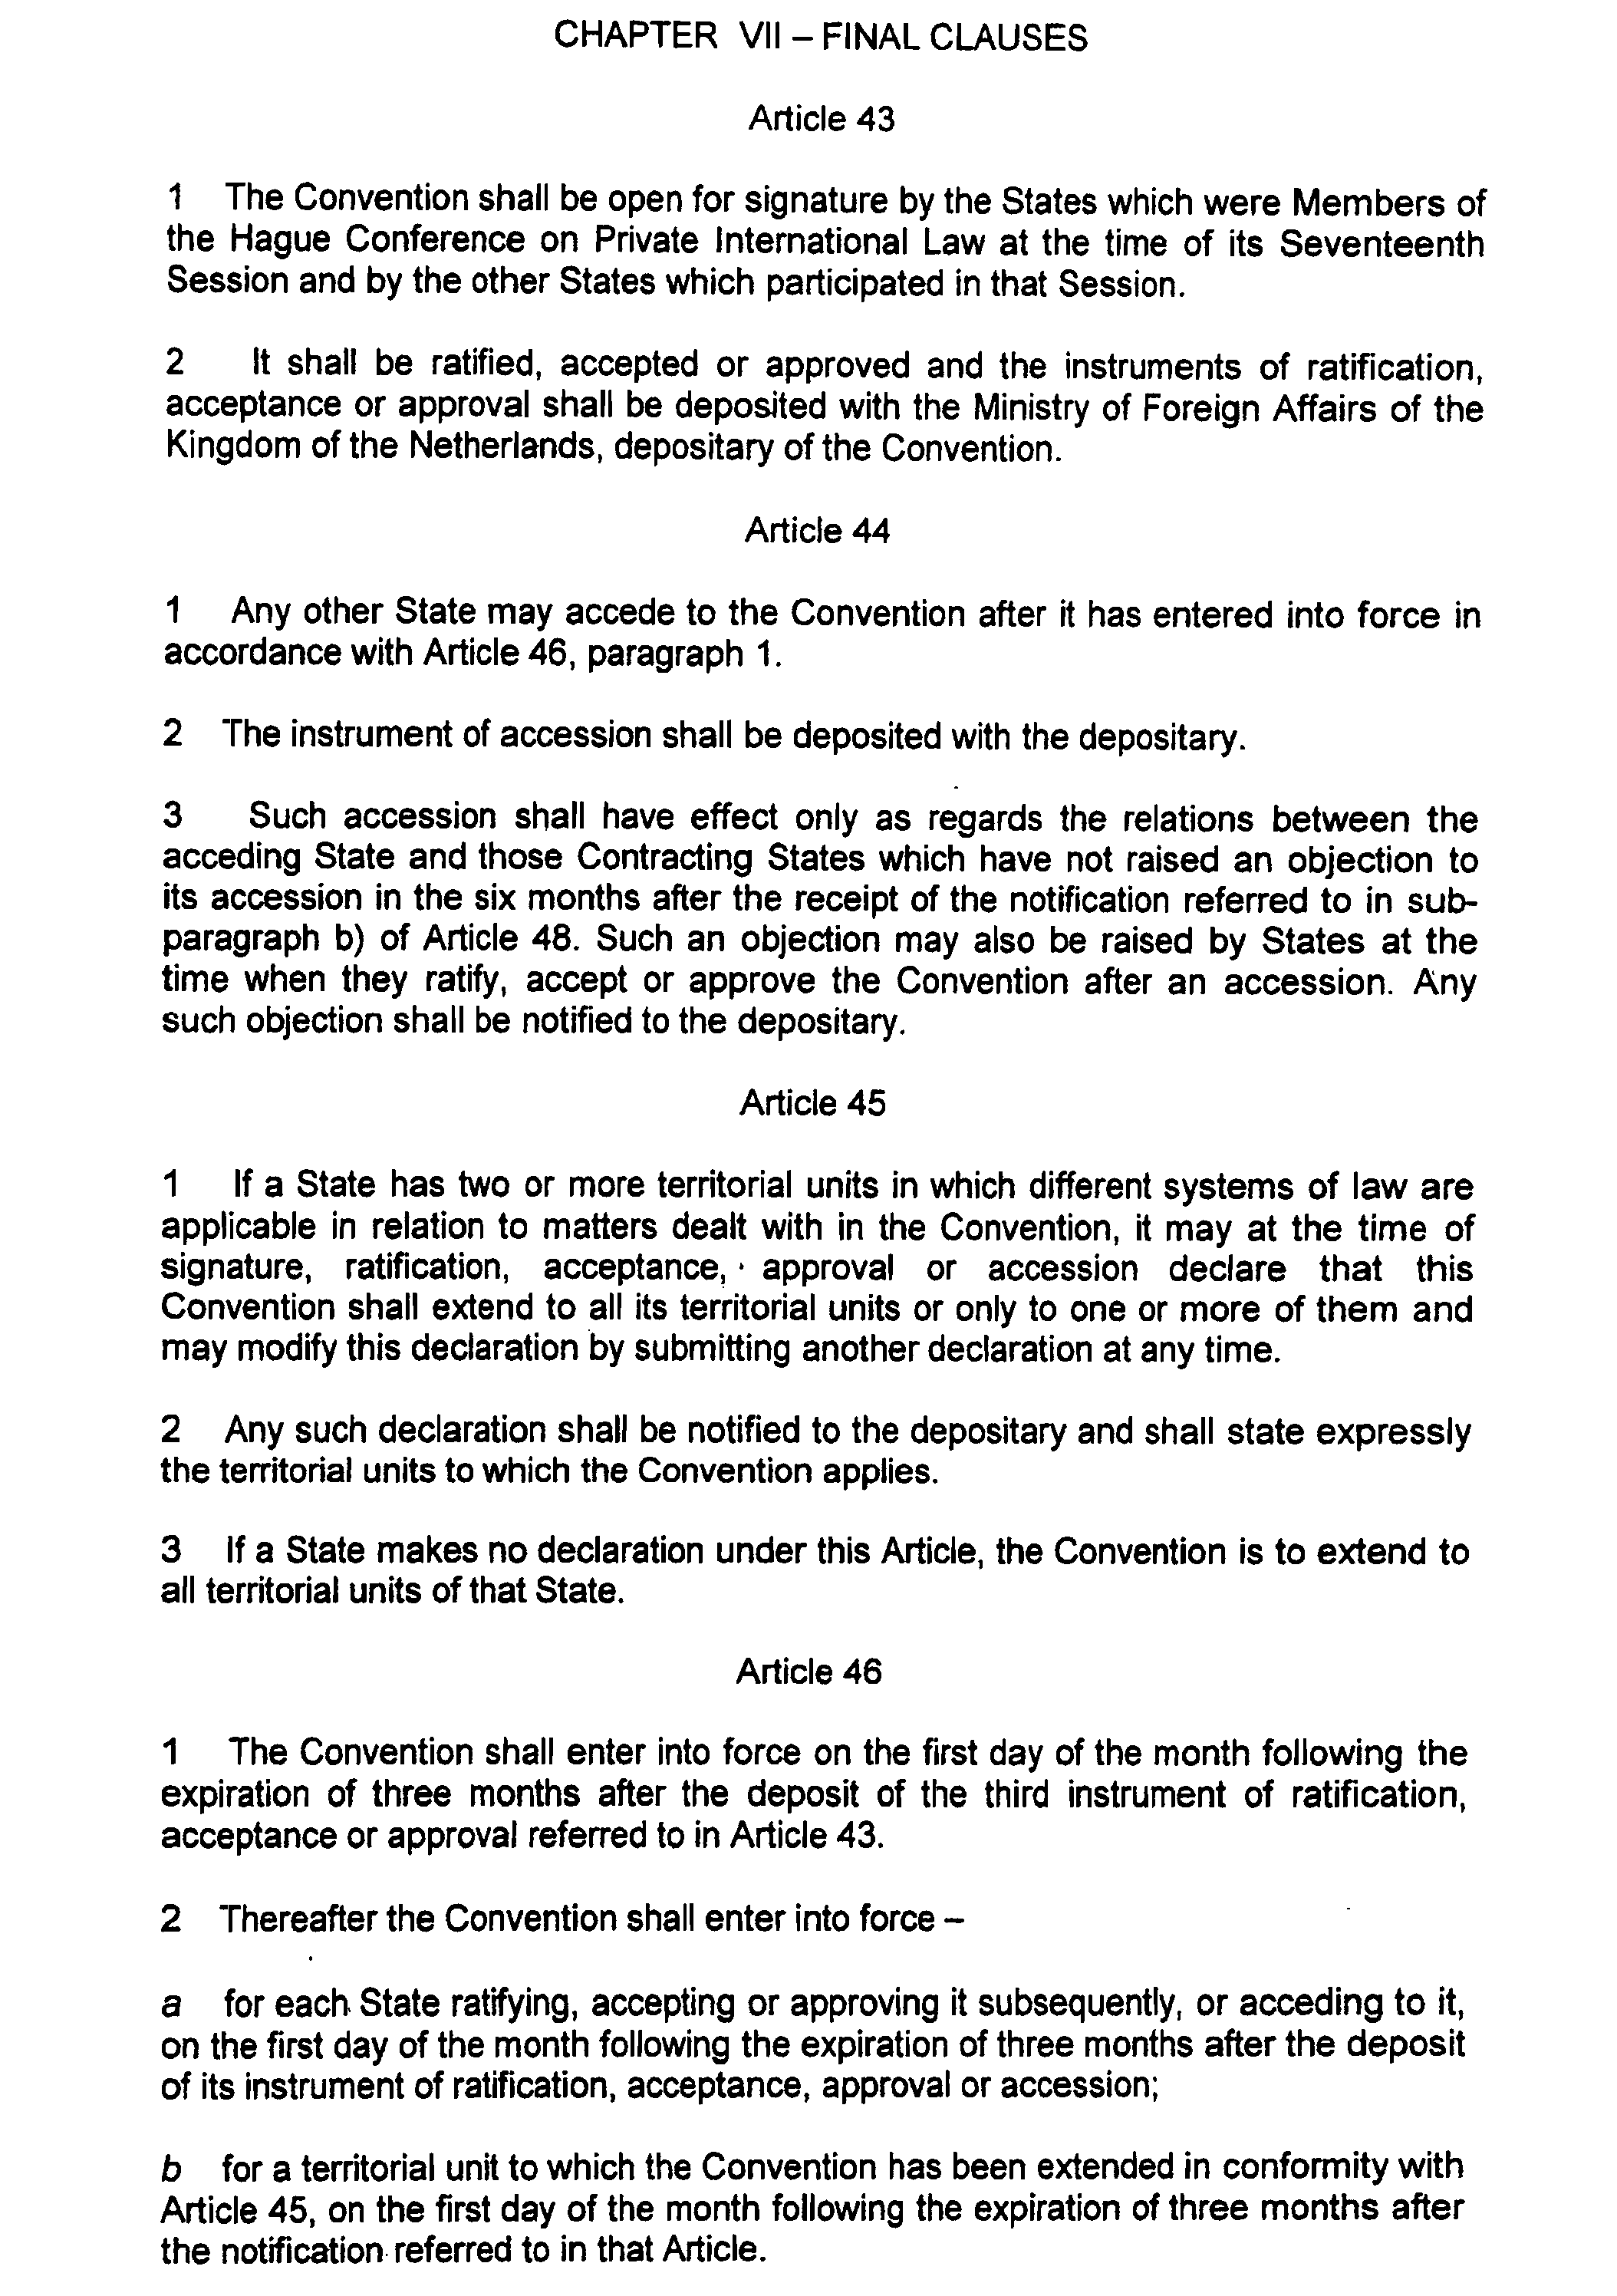 CHAPTER VII – FINAL CLAUSES
Article 43
1 The Convention shall be open for signature by the States which were Members of
the Hague Conference on Private International Law at the time of its Seventeenth
Session and by the other States which participated in that Session.
2 It shall be ratified, accepted or approved and the instruments of ratification,
acceptance or approval shall be deposited with the Ministry of Foreign Affairs of the
Kingdom of the Netherlands, depositary of the Convention.
Article 44
1 Any other State may accede to the Convention after it has entered into force in
accordance with Article 46, paragraph 1.
2 The instrument of accession shall be deposited with the depositary.
3 Such accession shall have effect only as regards the relations between the
acceding State and those Contracting States which have not raised an objection to
its accession in the six months after the receipt of the notification referred to in sub-
paragraph b) of Article 48. Such an objection may also be raised by States at the
time when they ratify, accept or approve the Convention after an accession. Any
such objection shall be notified to the depositary.
Article 45
1 If a State has two or more territorial units in which different systems of law are
applicable in relation to matters dealt with in the Convention, it may at the time of
signature, ratification, acceptance, approval or accession declare that this
Convention shall extend to all its territorial units or only to one or more of them and
may modify this declaration by submitting another declaration at any time.
2 Any such declaration shall be notified to the depositary and shall state expressly
the territorial units to which the Convention applies.
3 If a State makes no declaration under this Article, the Convention is to extend to
all territorial units of that State.
Article 46
1 The Convention shall enter into force on the first day of the month following the
expiration of three months after the deposit of the third instrument of ratification,
acceptance or approval referred to in Article 43.
2 Thereafter the Convention shall enter into force –
a for each State ratifying, accepting or approving it subsequently, or acceding to it,
on the first day of the month following the expiration of three months after the deposit
of its instrument of ratification, acceptance, approval or accession;
b for a territorial unit to which the Convention has been extended in conformity with
Article 45, on the first day of the month following the expiration of three months after
the notification referred to in that Article.